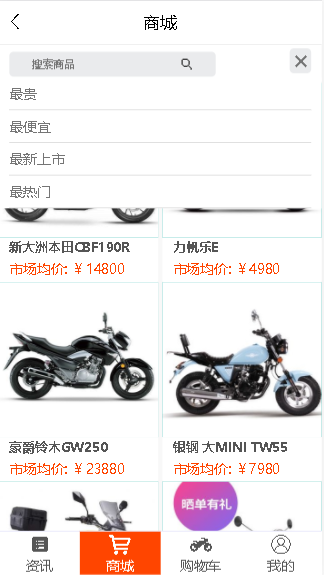 商城
搜索商品
最贵
最便宜
最新上市
最热门
新大洲本田CBF190R 力帆乐E
市场均价: ¥14800 市场均价: ¥4980
豪爵铃木GW250 银钢 大MINI TW55
市场均价: ¥23880 市场均价: ¥7980
晒单有礼
资讯 商城 购物车 我的